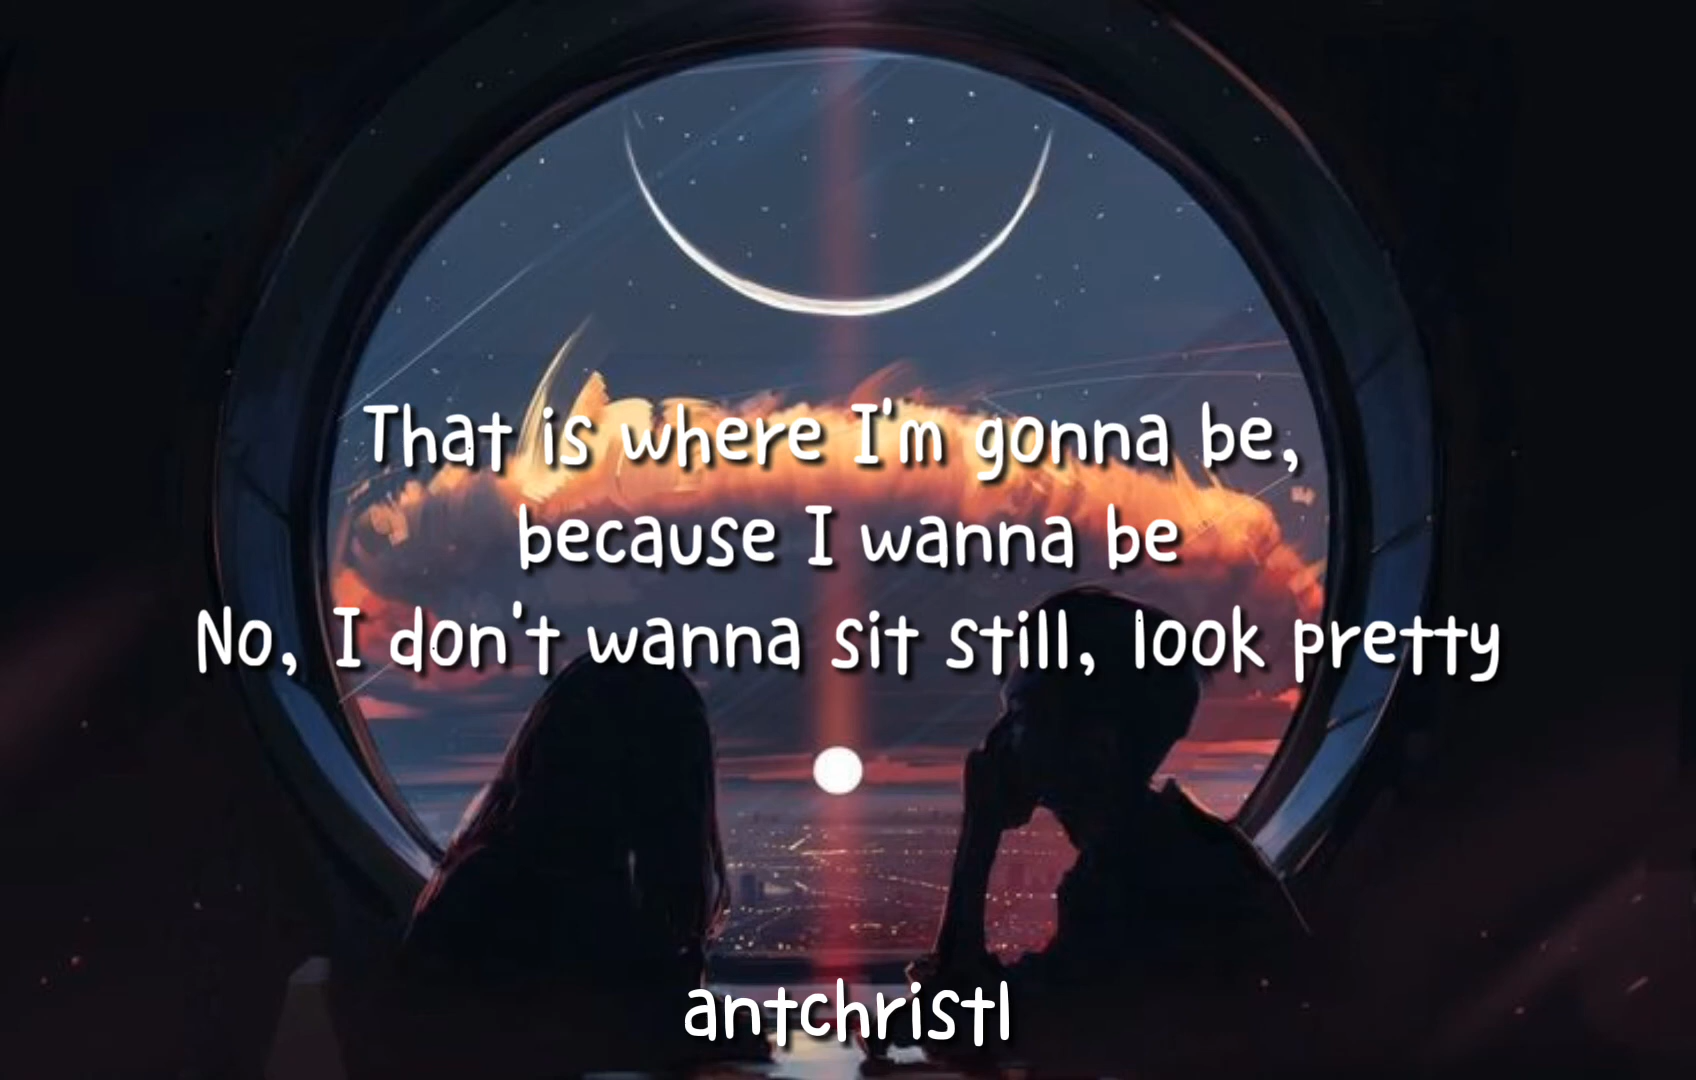 That is where I'm gonna be,
because I wanna be
No, I don't wanna sit still, look pretty
antchristl